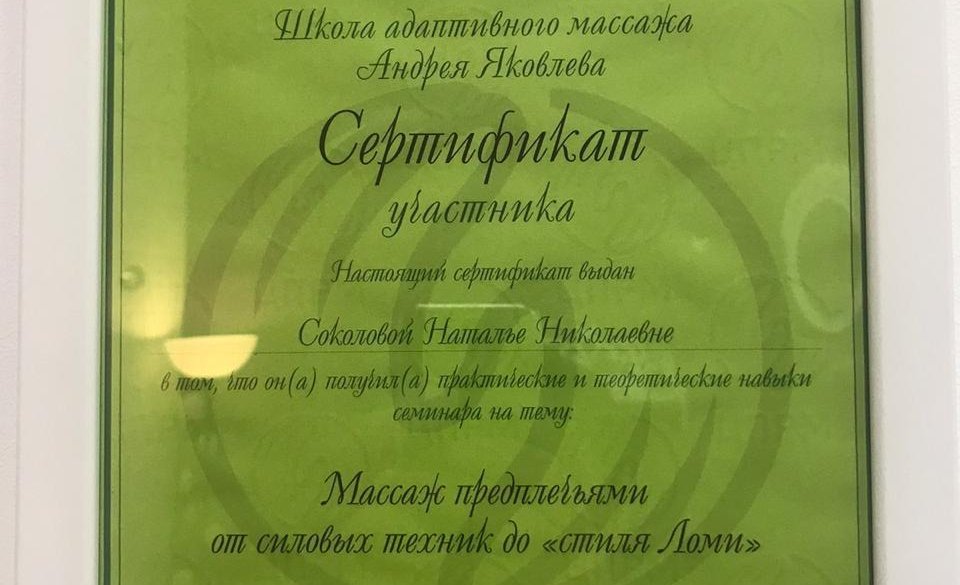 Школа адаптивного массажа
Андрея Яковлева
Сертификат
участника
Настоящий сертификат выдан
Соколовой Наталье Николаевне
в том, что он(а) получил(а) практические и теоретические навыки
семинара на тему:
Массаж предплечьями
от силовых техник до «стиля Ломи»